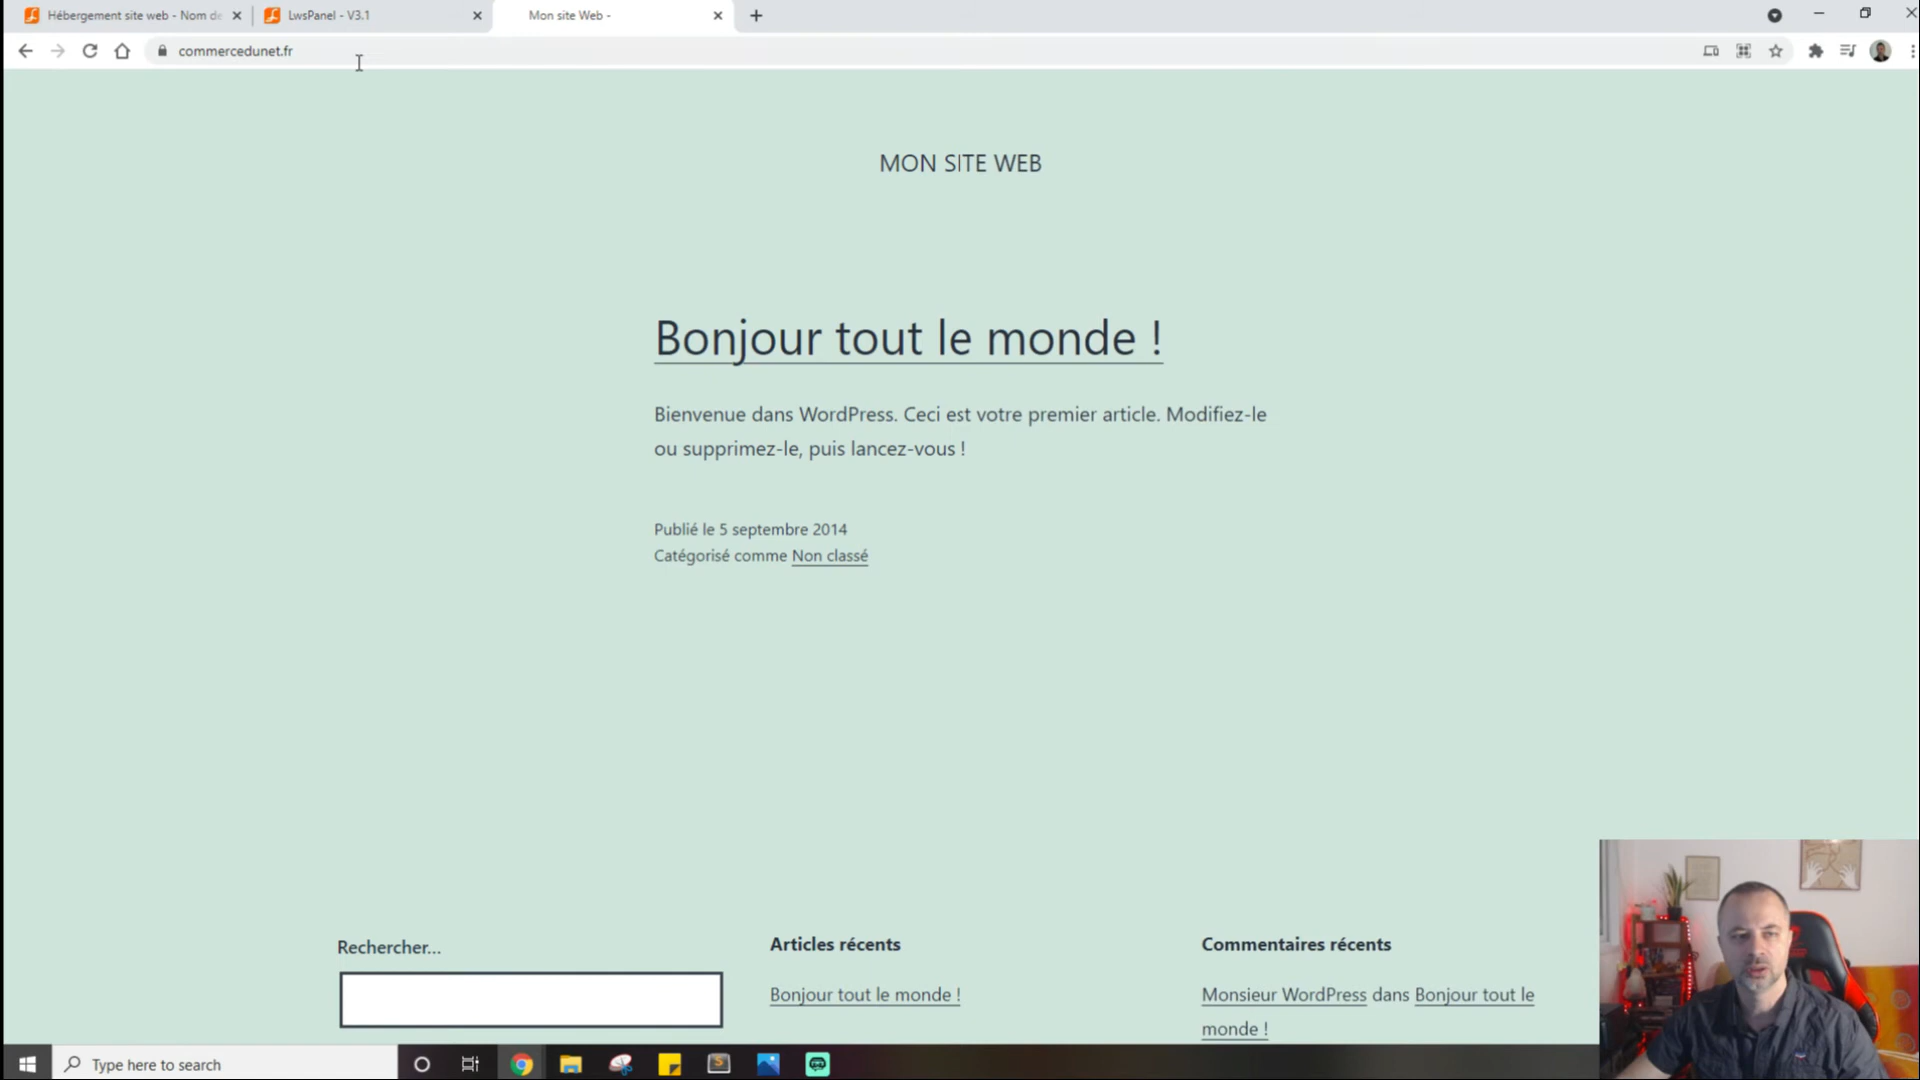 Hébergement site web - Nom de
LwsPanel - V3.1
Mon site Web -
commercedunet.fr
MON SITE WEB
Bonjour tout le monde !
Bienvenue dans WordPress. Ceci est votre premier article. Modifiez-le
ou supprimez-le, puis lancez-vous !
Publié le 5 septembre 2014
Catégorisé comme Non classé
Rechercher...
Articles récents
Bonjour tout le monde !
Commentaires récents
Monsieur WordPress dans Bonjour tout le
monde !
Type here to search